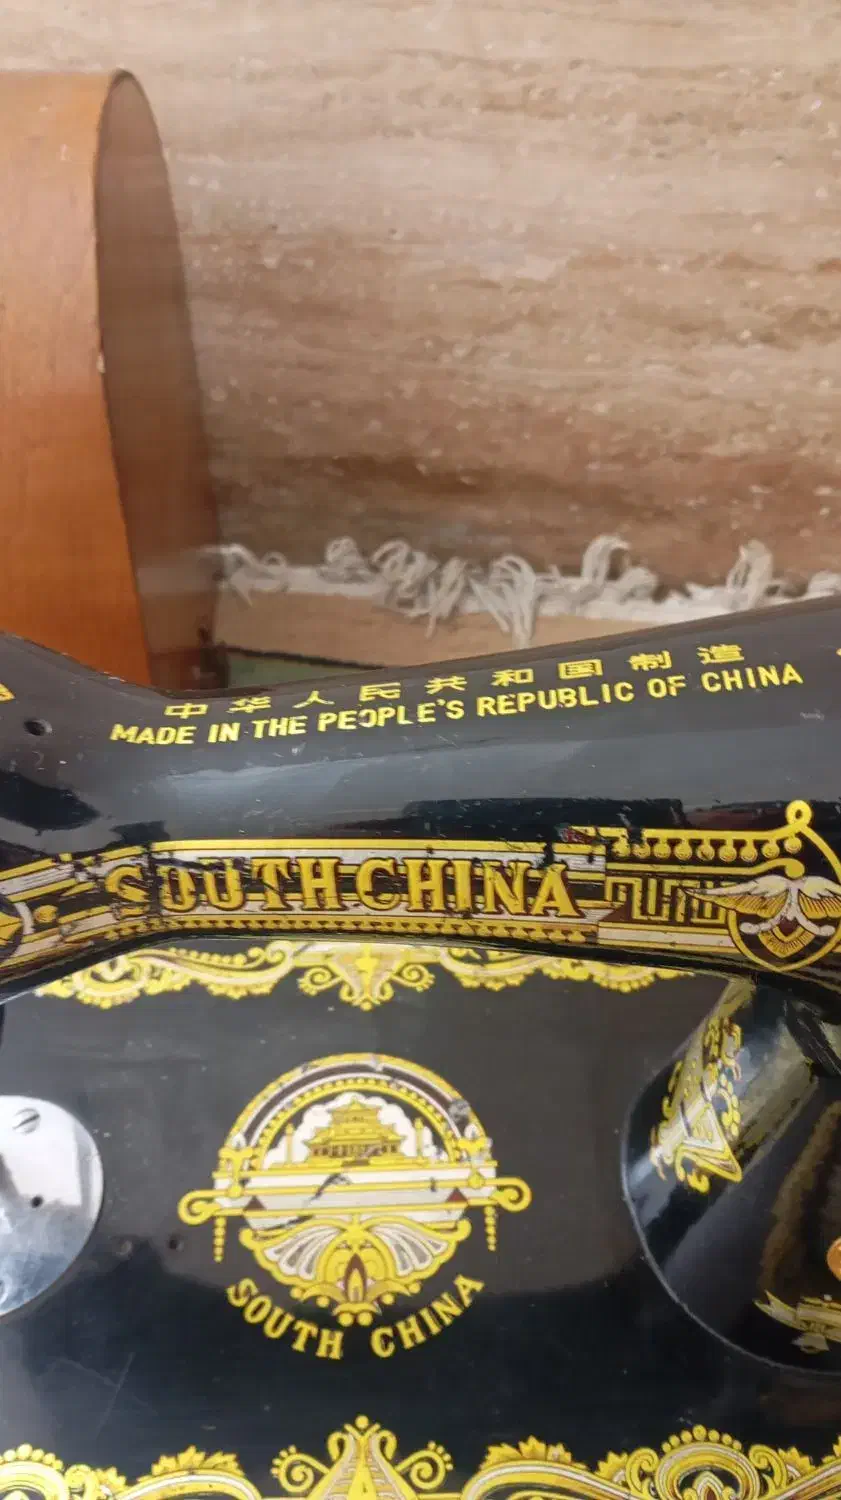 中华人民共和国制造
MADE IN THE PEOPLE'S REPUBLIC OF CHINA
SOUTH CHINA
SOUTH CHINA